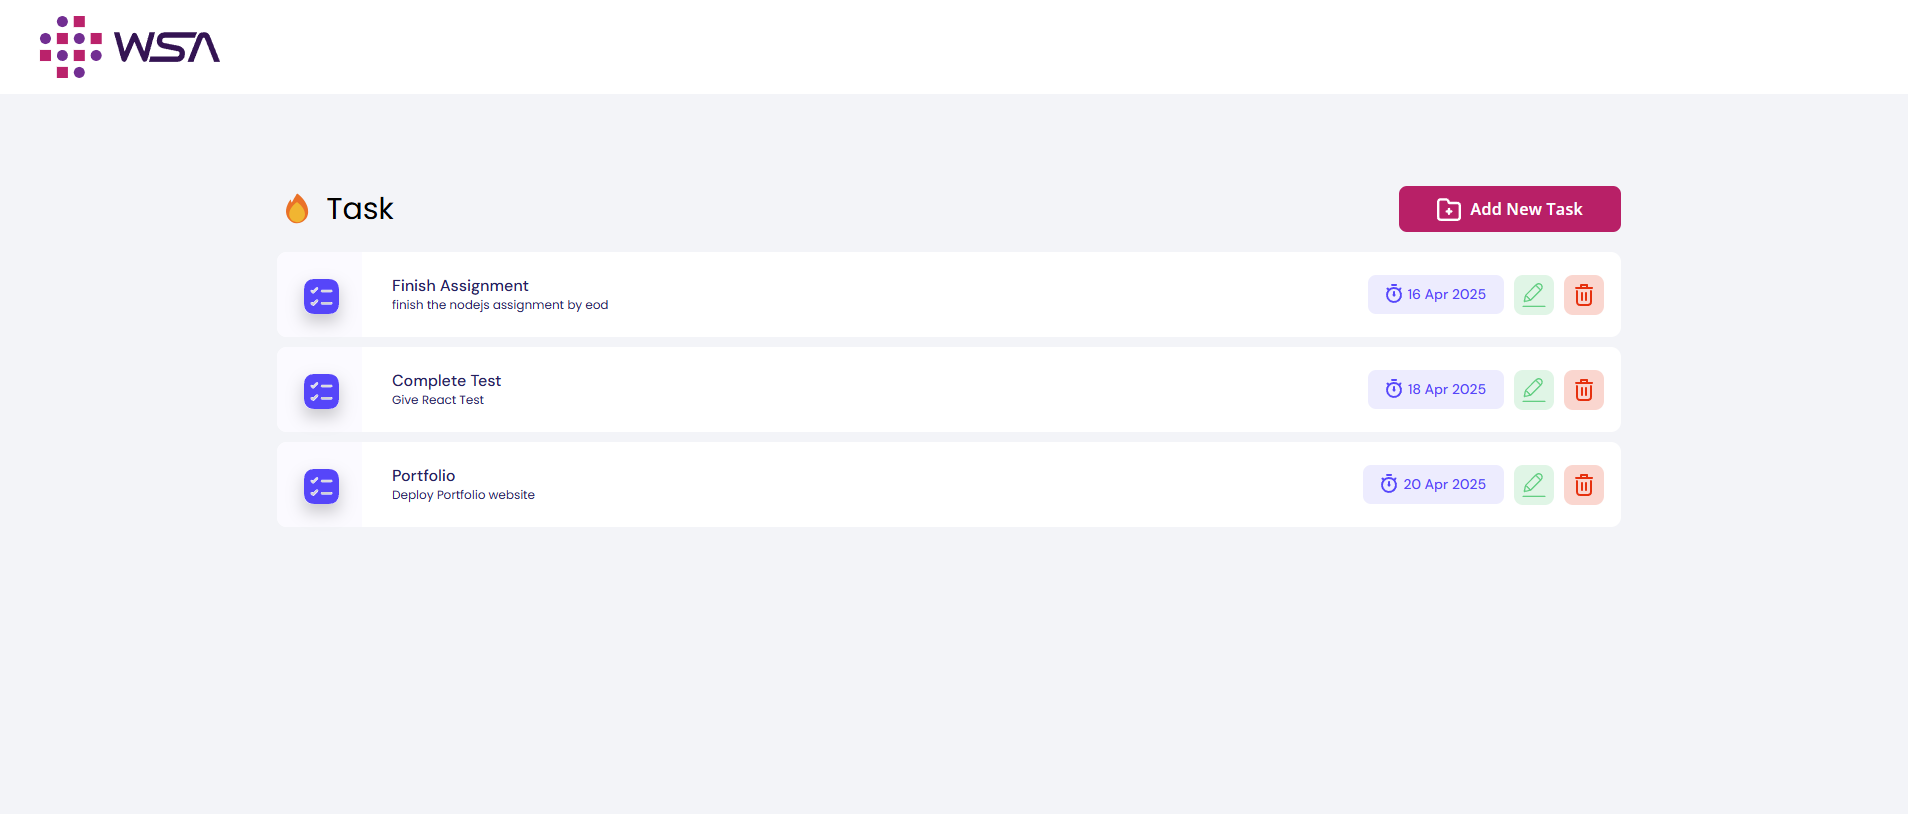 WSA
Task
Add New Task
Finish Assignment
finish the nodejs assignment by eod
16 Apr 2025
Complete Test
Give React Test
18 Apr 2025
Portfolio
Deploy Portfolio website
20 Apr 2025